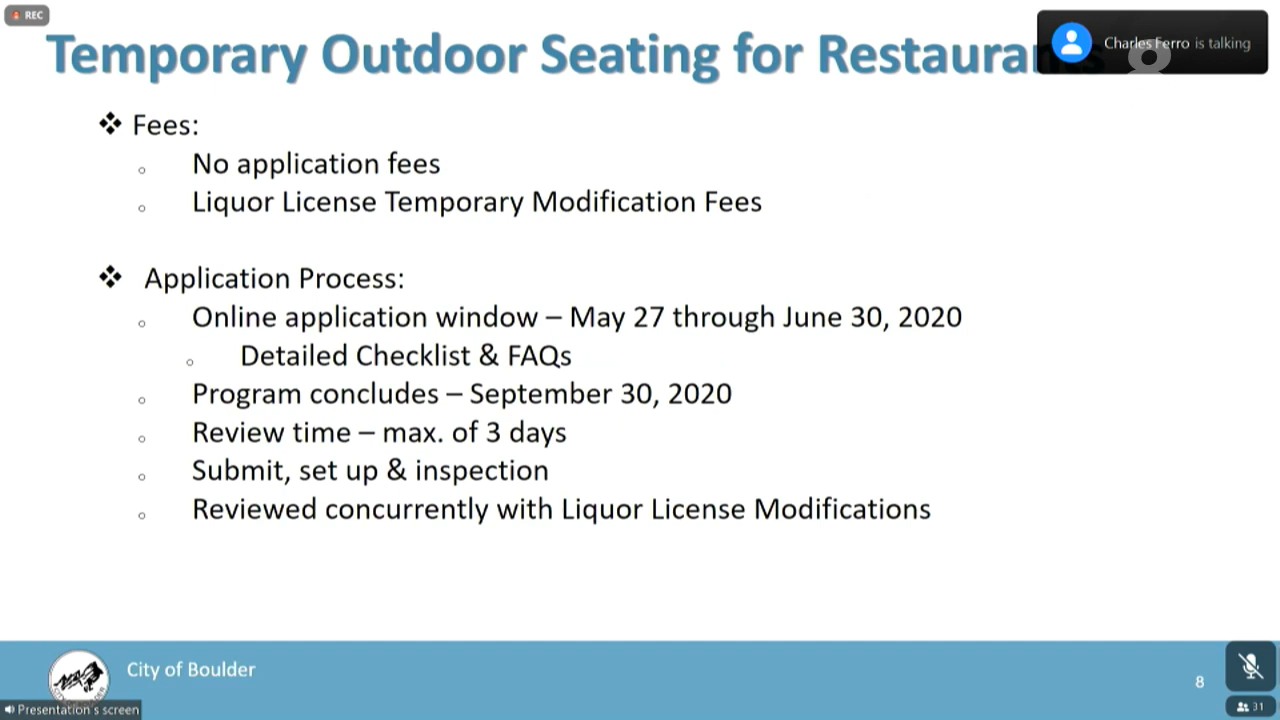 REC
Temporary Outdoor Seating for Restaurants
8
Charles Ferro is talking
❖ Fees:
○ No application fees
○ Liquor License Temporary Modification Fees
❖ Application Process:
○ Online application window – May 27 through June 30, 2020
○ Detailed Checklist & FAQs
○ Program concludes – September 30, 2020
○ Review time – max. of 3 days
○ Submit, set up & inspection
○ Reviewed concurrently with Liquor License Modifications
City of Boulder
8
Presentation's screen
31